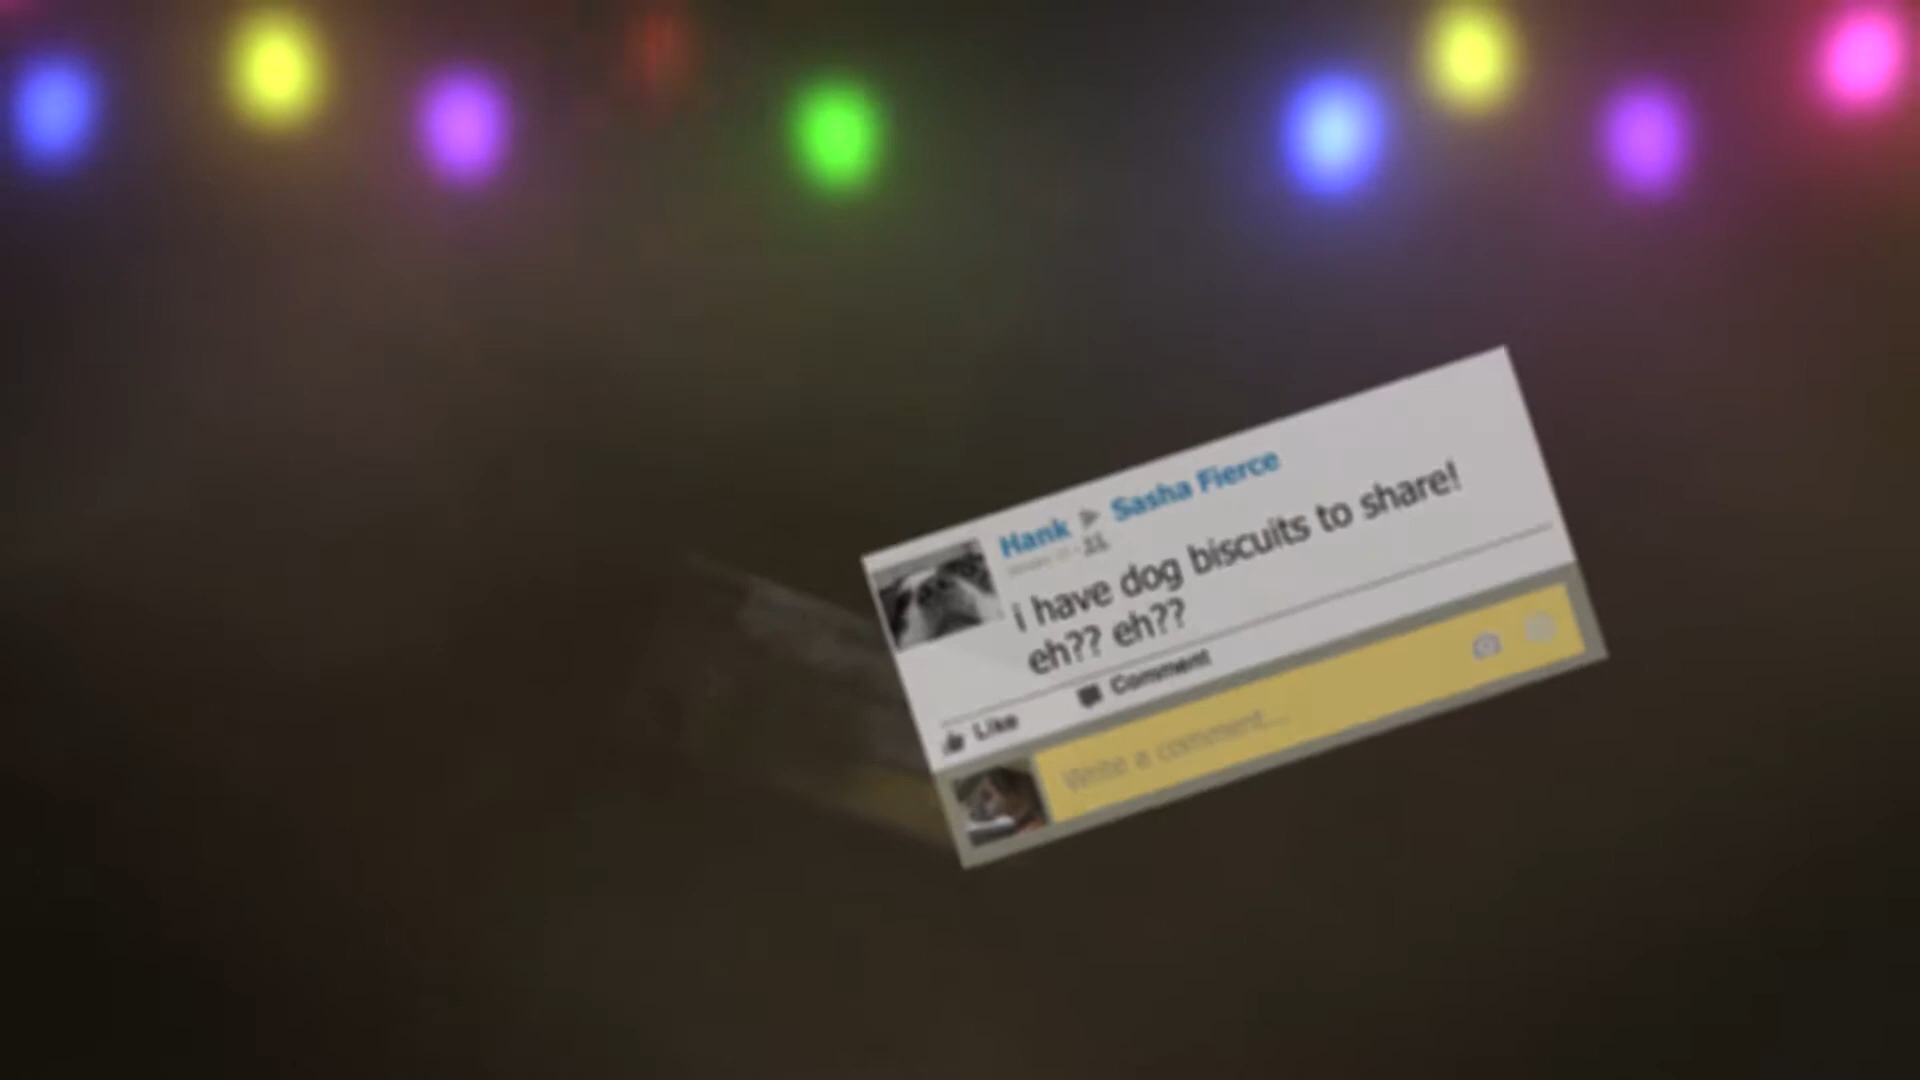 Hank ▶ Sasha Fierce
i have dog biscuits to share!
eh?? eh??
Like Comment
Write a comment...